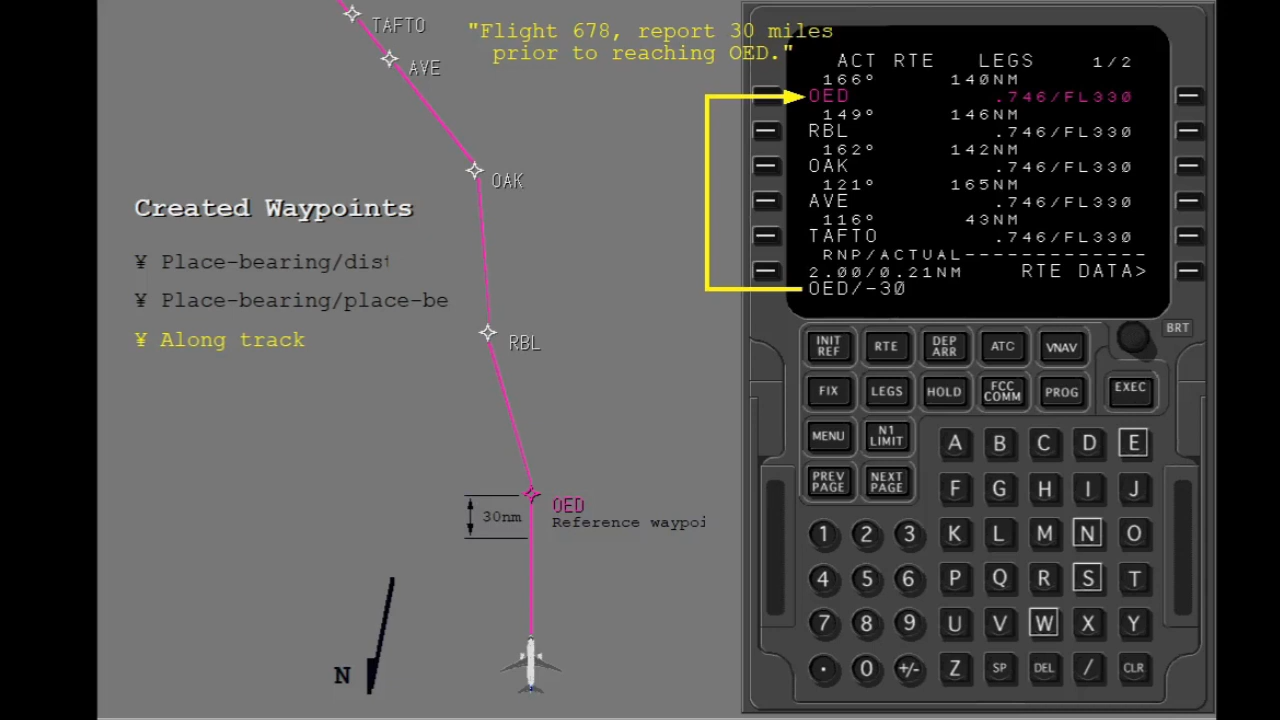 "Flight 678, report 30 miles
prior to reaching OED."
TAFTO
AVE
OAK
RBL
OED
30nm
N
Created Waypoints
¥ Place-bearing/dist
¥ Place-bearing/place-be
¥ Along track
ACT RTE LEGS 1/2
166° 140NM
OED .746/FL330
149° 146NM
RBL .746/FL330
162° 142NM
OAK .746/FL330
121° 165NM
AVE .746/FL330
116° 43NM
TAFTO .746/FL330
RNP/ACTUAL-------------
2.00/0.21NM RTE DATA>
OED/-30
BRT
INIT REF
RTE
DEP ARR
ATC
VNAV
FIX
LEGS
HOLD
FCC COMM
PROG
EXEC
MENU
N1 LIMIT
PREV PAGE
NEXT PAGE
A B C D E
F G H I J
1 2 3 K L M N O
4 5 6 P Q R S T
7 8 9 U V W X Y
. 0 +/- Z SP DEL / CLR
Reference waypoi